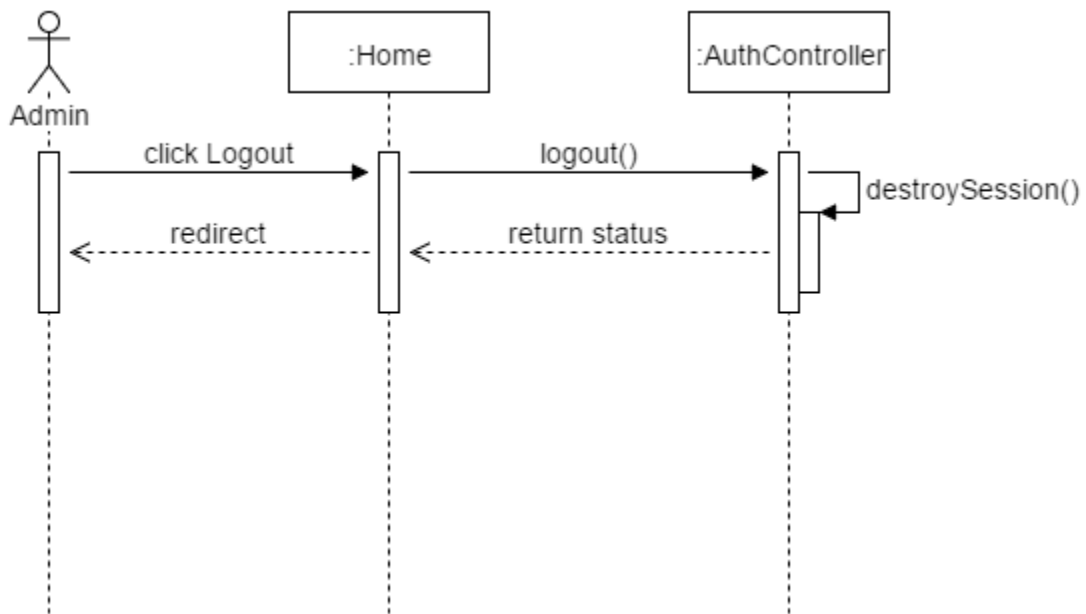 :Home
:AuthController
Admin
click Logout
logout()
destroySession()
redirect
return status